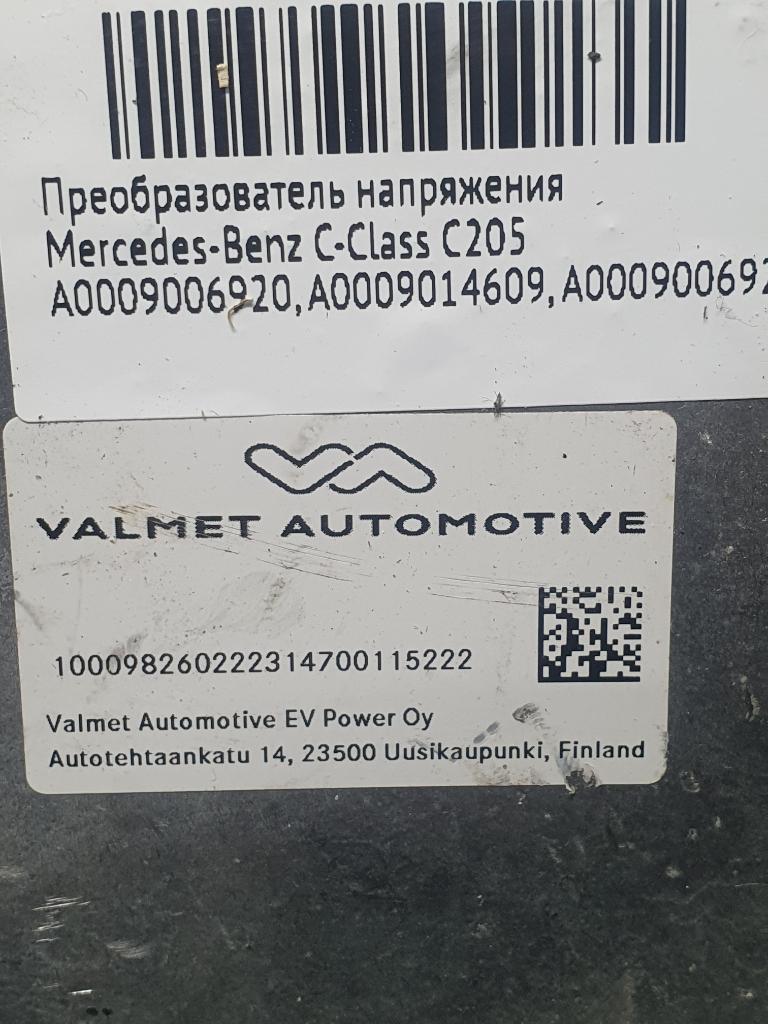 Преобразователь напряжения
Mercedes-Benz C-Class C205
A0009006920, A0009014609,
VALMET AUTOMOTIVE
100098260222314700115222
Valmet Automotive EV Power Oy
Autotehtaankatu 14, 23500 Uusikaupunki, Finland